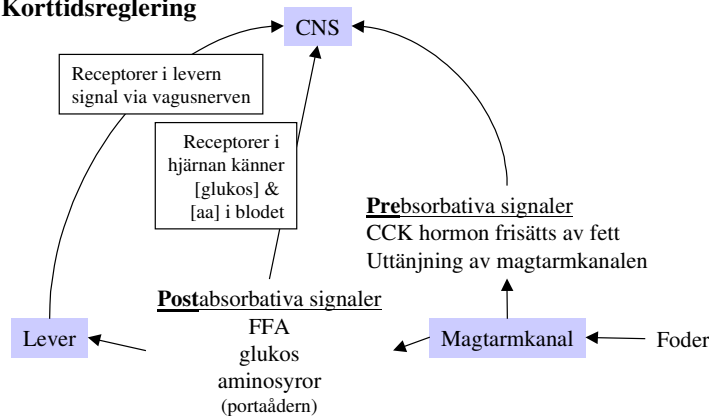 Korttidsreglering
CNS
Receptorer i levern
signal via vagusnerven
Receptorer i
hjärnan känner
[glukos] &
[aa] i blodet
Prebsorbativa signaler
CCK hormon frisätts av fett
Uttänjning av magtarmkanalen
Postabsorbativa signaler
FFA
glukos
aminosyror
(portaådern)
Lever
Magtarmkanal
Foder